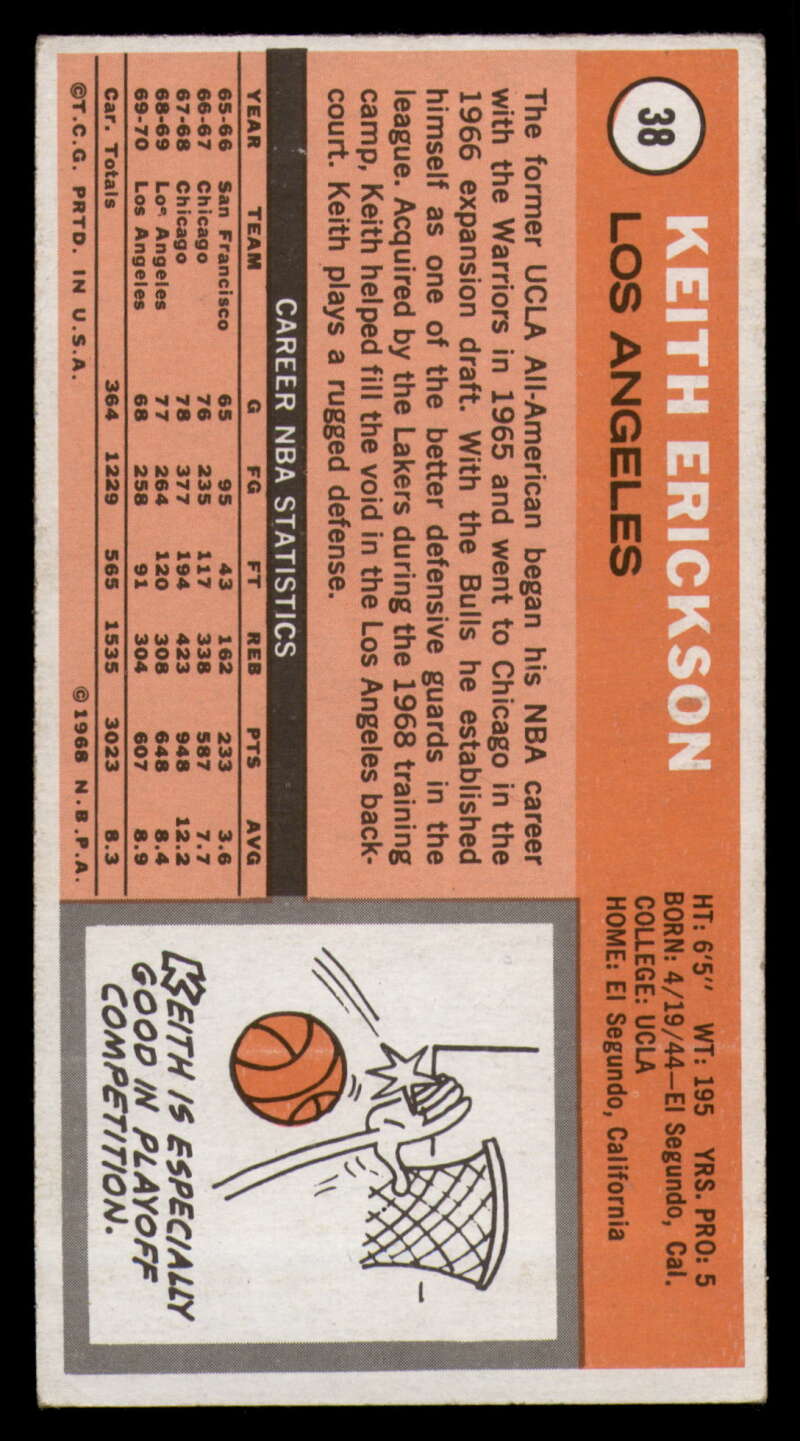 38
KEITH ERICKSON
LOS ANGELES
HT: 6'5" WT: 195 YRS. PRO: 5
BORN: 4/19/44—El Segundo, Cal.
COLLEGE: UCLA
HOME: El Segundo, California
The former UCLA All-American began his NBA career
with the Warriors in 1965 and went to Chicago in the
1966 expansion draft. With the Bulls he established
himself as one of the better defensive guards in the
league. Acquired by the Lakers during the 1968 training
camp, Keith helped fill the void in the Los Angeles back-
court. Keith plays a rugged defense.
CAREER NBA STATISTICS
YEAR TEAM G FG FT REB PTS AVG
65-66 San Francisco 65 95 43 162 233 3.6
66-67 Chicago 76 235 117 338 587 7.7
67-68 Chicago 78 377 194 423 948 12.2
68-69 Los Angeles 77 264 120 308 648 8.4
69-70 Los Angeles 68 258 91 304 607 8.9
Car. Totals 364 1229 565 1535 3023 8.3
©T.C.G. PRTD. IN U.S.A. ©1968 N.B.P.A.
KEITH IS ESPECIALLY
GOOD IN PLAYOFF
COMPETITION.